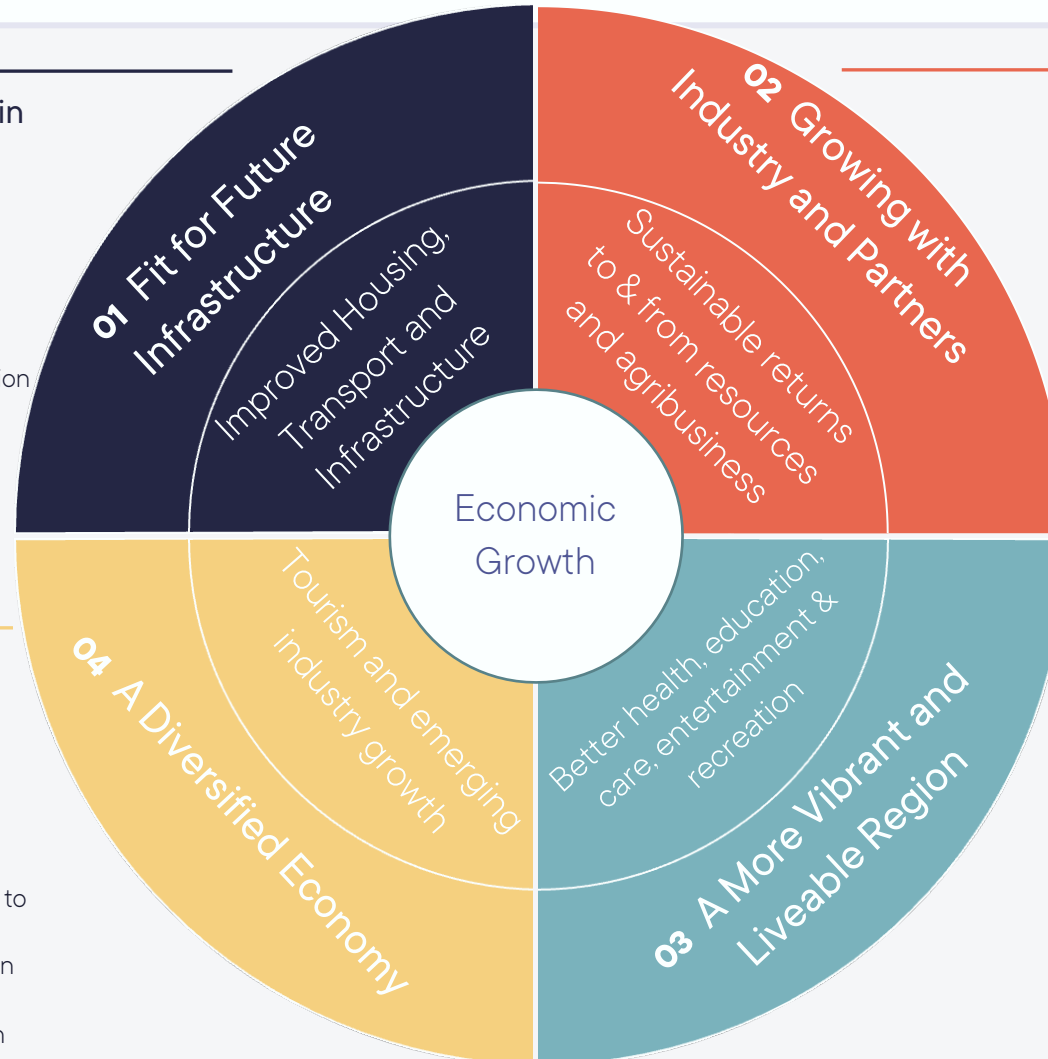 in
ion
to
n
01 Fit for Future
Infrastructure
Improved Housing,
Transport and
Infrastructure
02 Growing with
Industry and Partners
Sustainable returns
to & from resources
and agribusiness
Economic
Growth
Better health, education,
care, entertainment &
recreation
03 A More Vibrant and
Liveable Region
Tourism and emerging
industry growth
04 A Diversified Economy